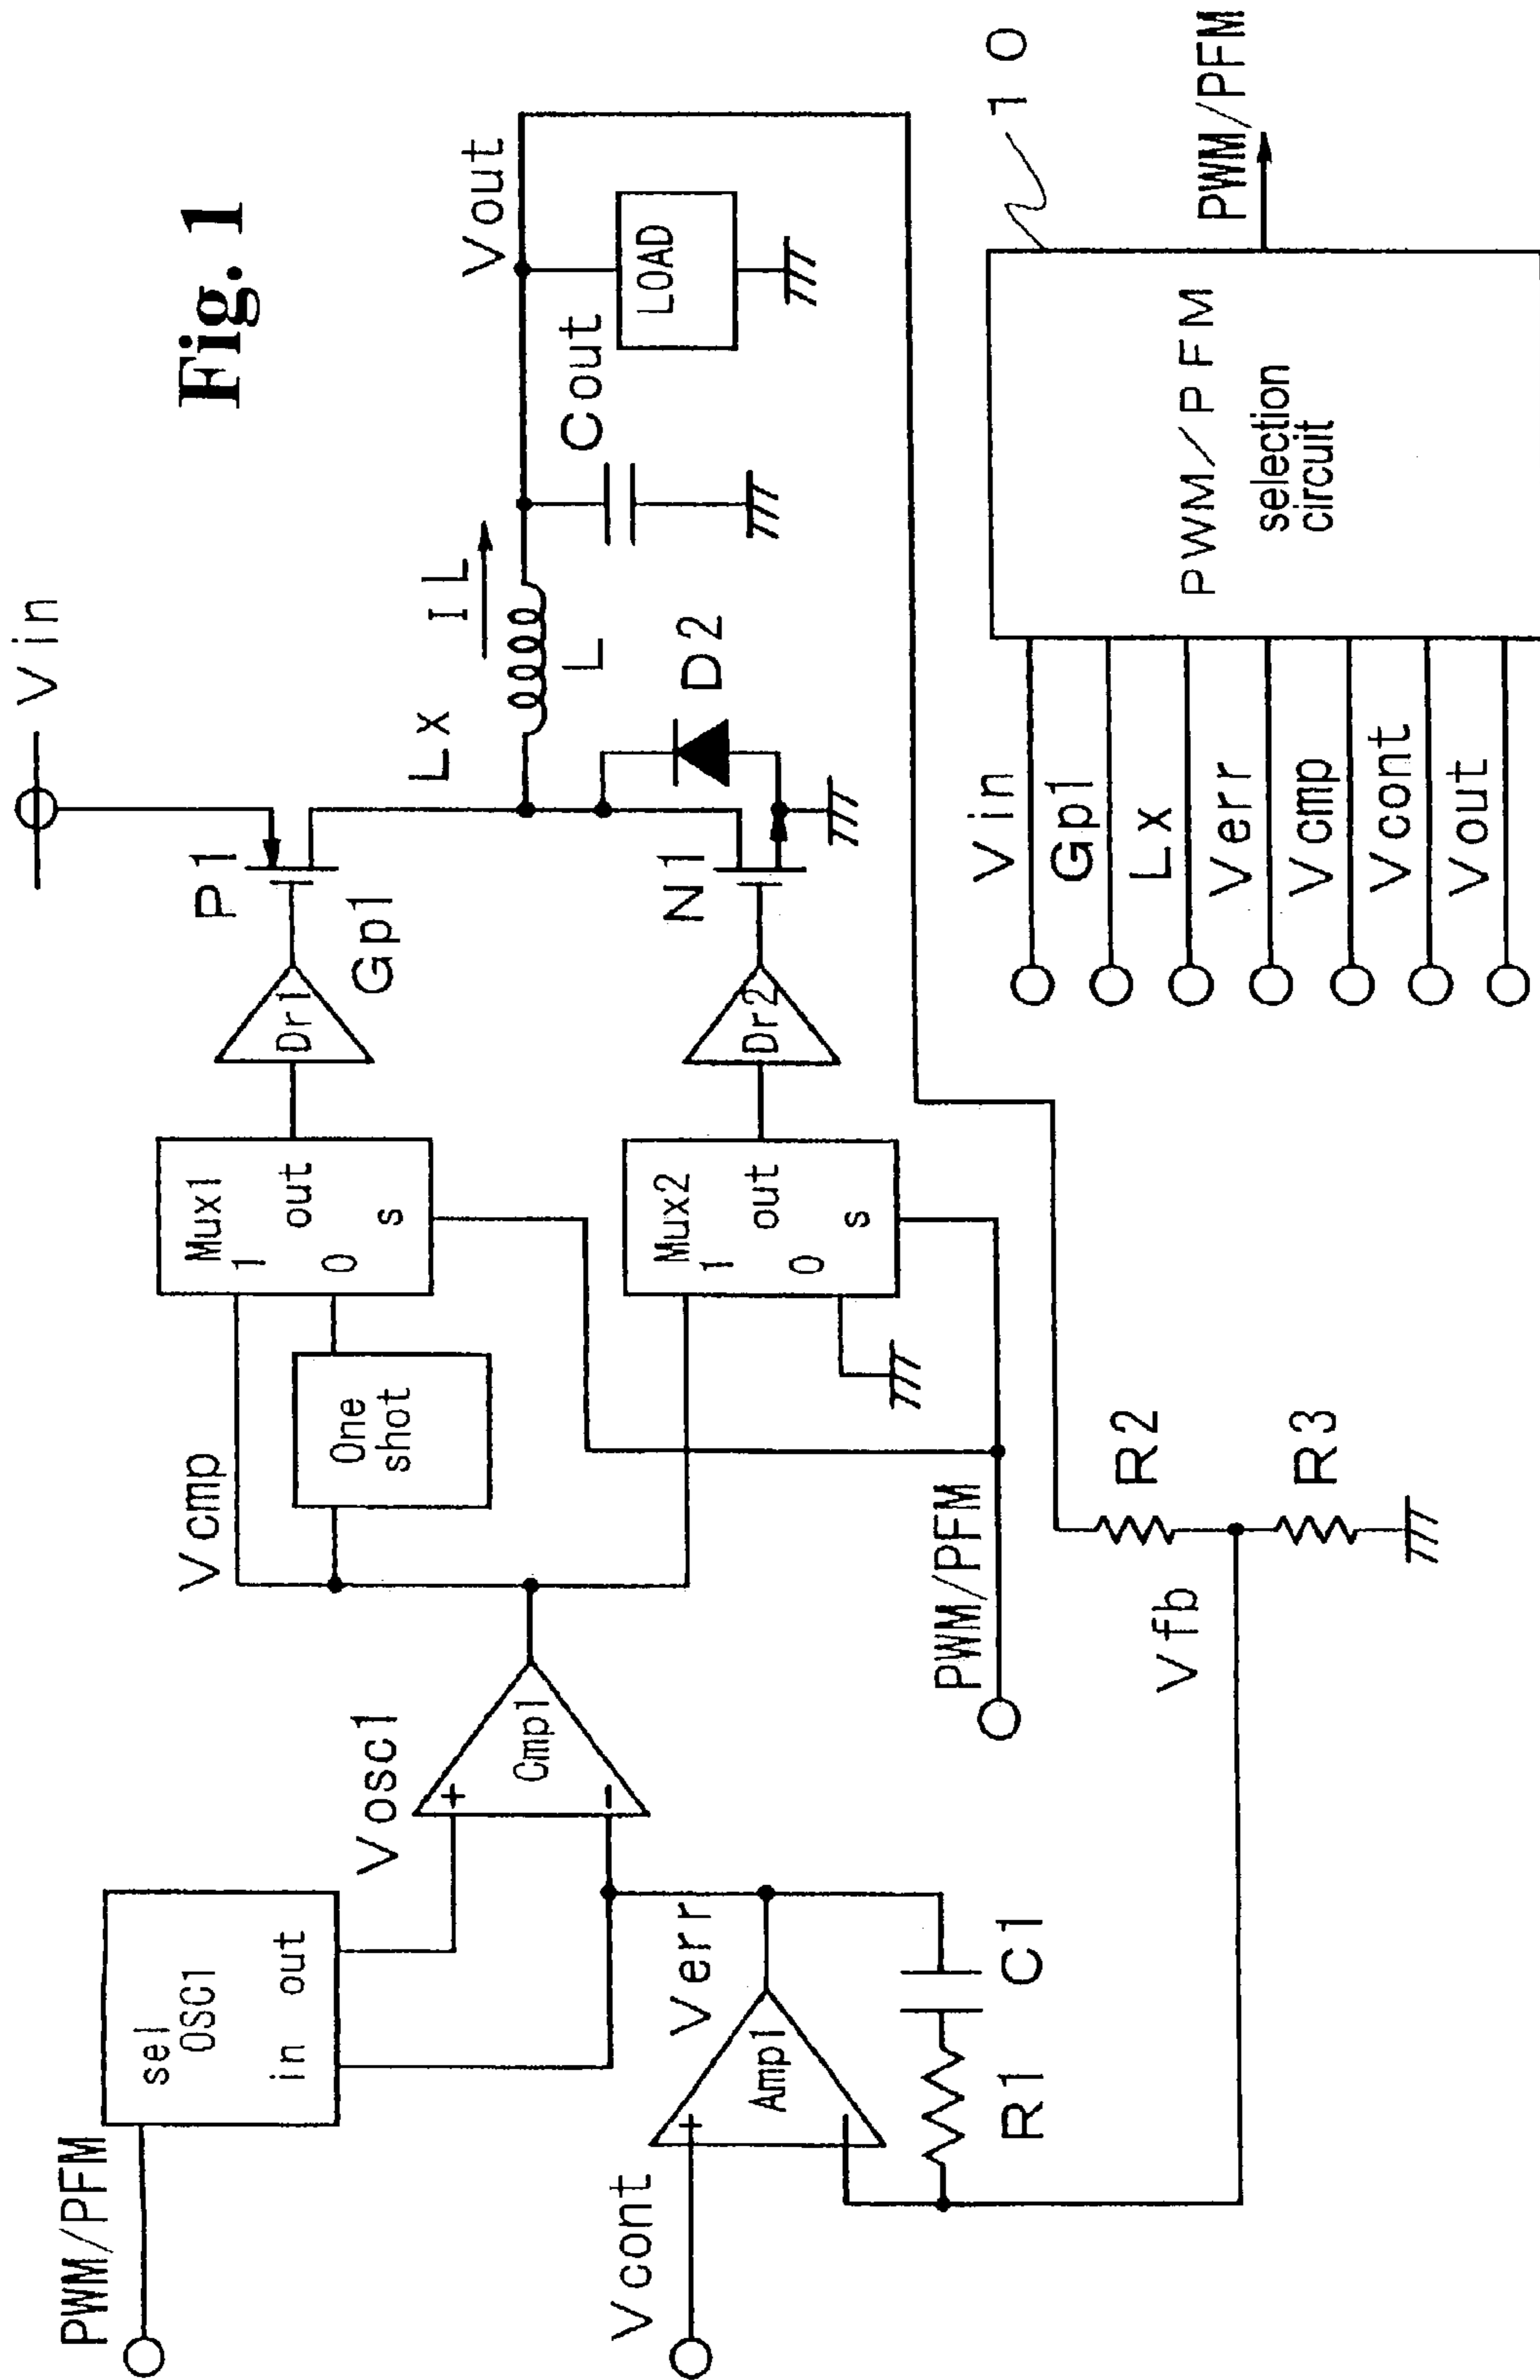 Fig. 1
Vin
P1
Gp1
Dr1
Mux1
1
out
0
s
One
shot
Vcmp
Vosc1
+
-
Cmp1
PWM/PFM
sel
OSC1
in out
Lx
IL
L
Vout
Cout
LOAD
D2
N1
Dr2
Mux2
1
out
0
s
PWM/PFM
Verr
Vcont
+
-
Amp1
R1
C1
Vfb
R2
R3
Vin
Gp1
Lx
Verr
Vcmp
Vcont
Vout
PWM/PFM
selection
circuit
PWM/PFM
10